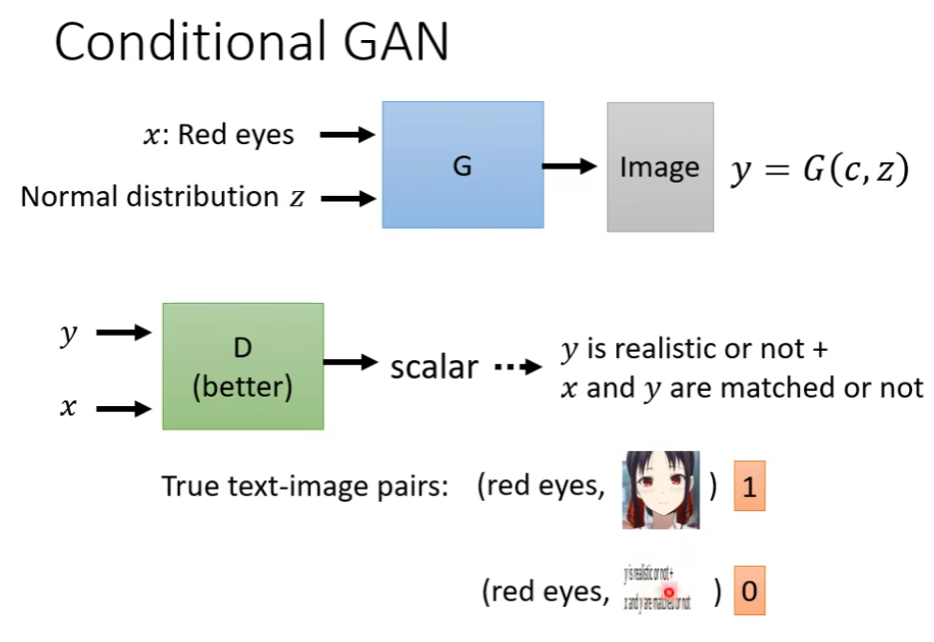 Conditional GAN
x: Red eyes
Normal distribution z
G
Image
y = G(c, z)
y
x
D
(better)
scalar
y is realistic or not +
x and y are matched or not
True text-image pairs:
(red eyes, ) 1
(red eyes, y is realistic or not +
x and y are matched or not ) 0